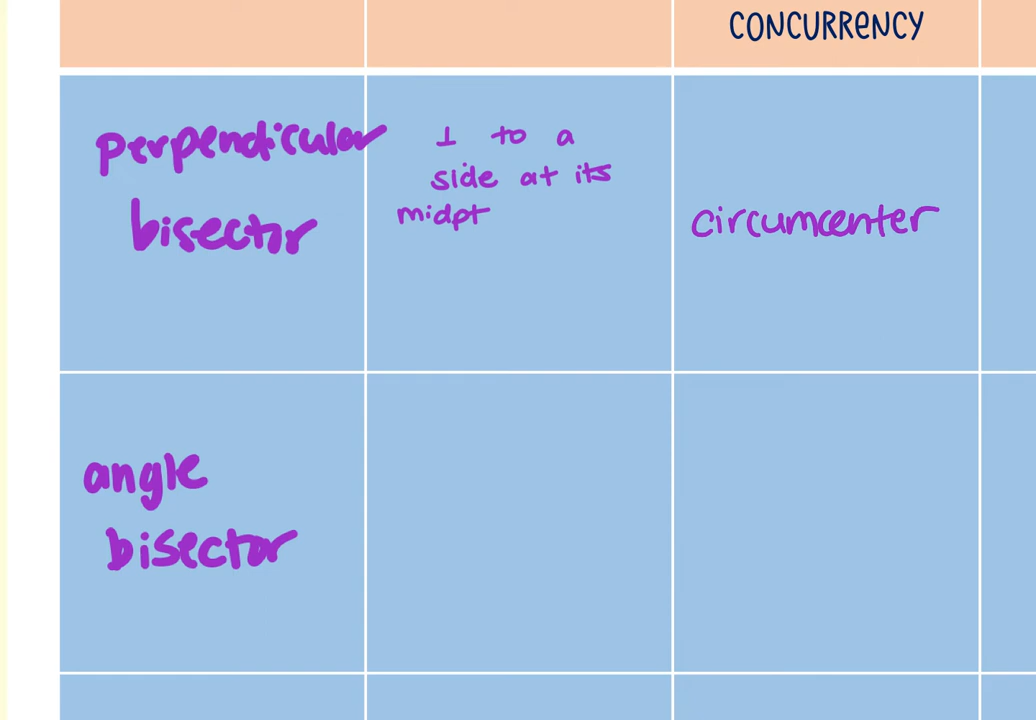 CONCURRENCY
perpendicular
bisector
⊥ to a
side at its
midpt
circumcenter
angle
bisector